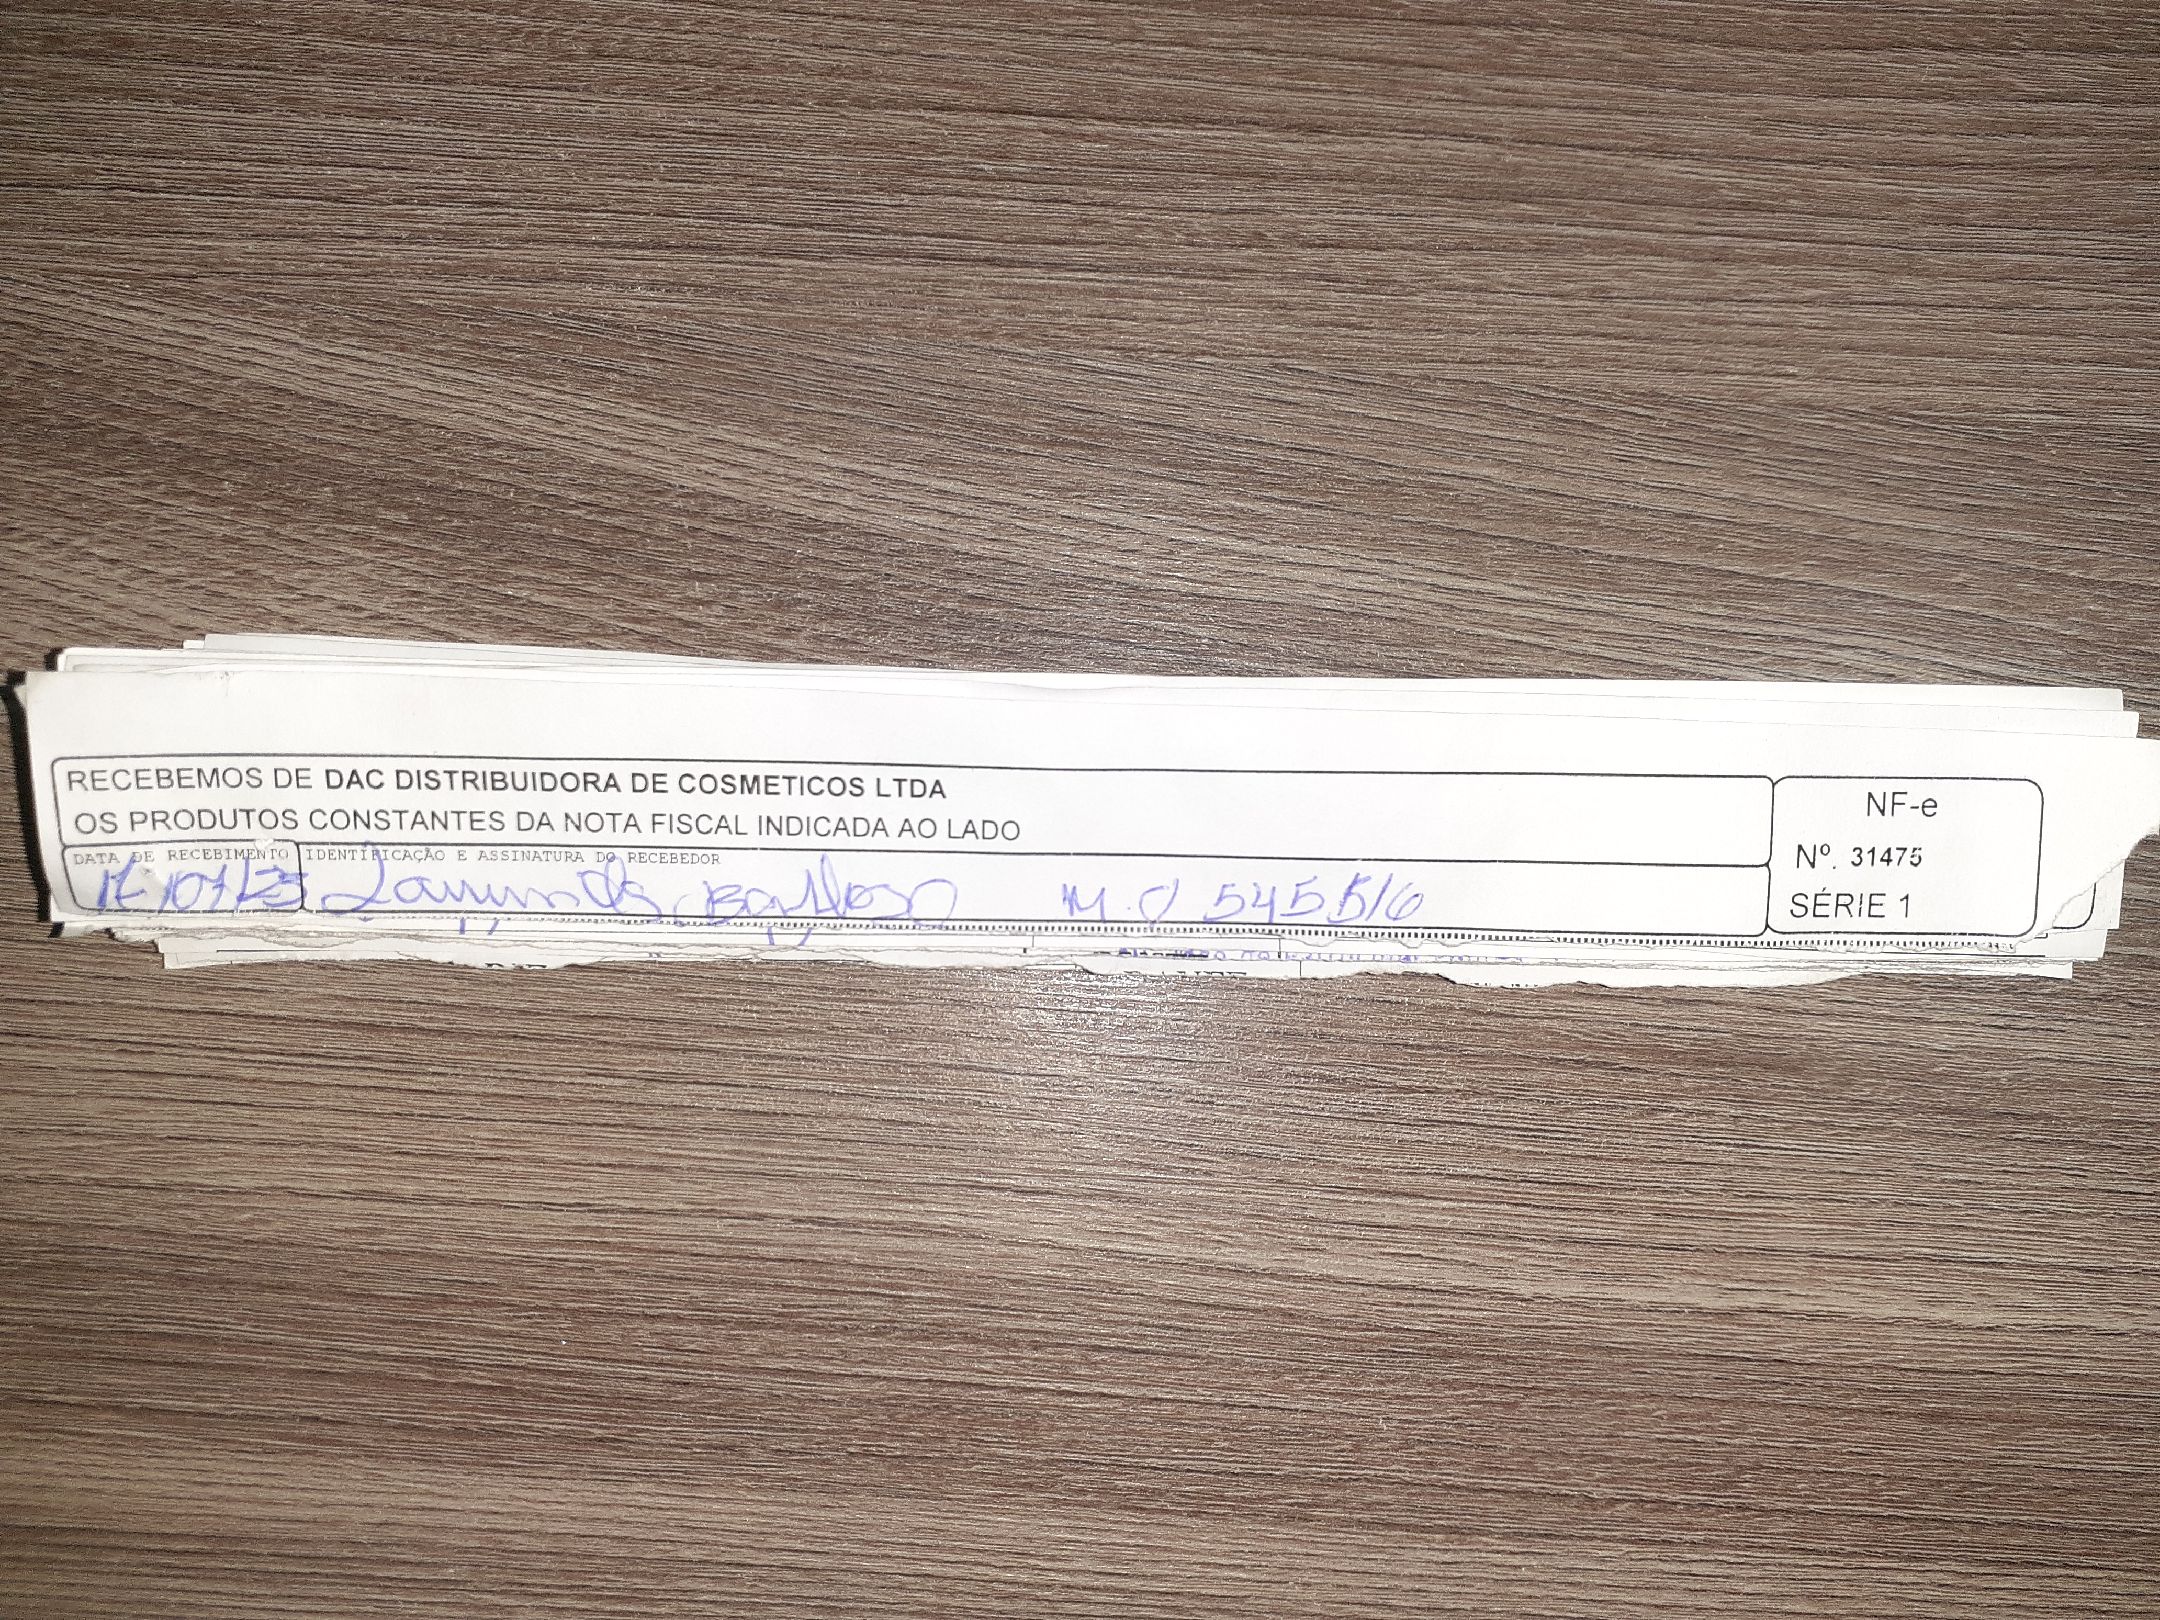 RECEBEMOS DE DAC DISTRIBUIDORA DE COSMETICOS LTDA
OS PRODUTOS CONSTANTES DA NOTA FISCAL INDICADA AO LADO
DATA DE RECEBIMENTO IDENTIFICAÇÃO E ASSINATURA DO RECEBEDOR
NF-e
Nº. 31475
SÉRIE 1